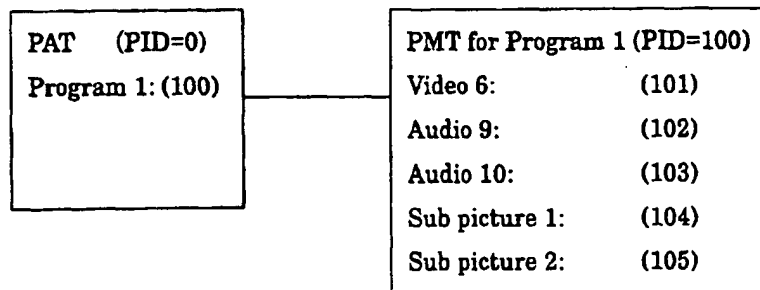 PAT (PID=0)
Program 1: (100)
PMT for Program 1 (PID=100)
Video 6: (101)
Audio 9: (102)
Audio 10: (103)
Sub picture 1: (104)
Sub picture 2: (105)